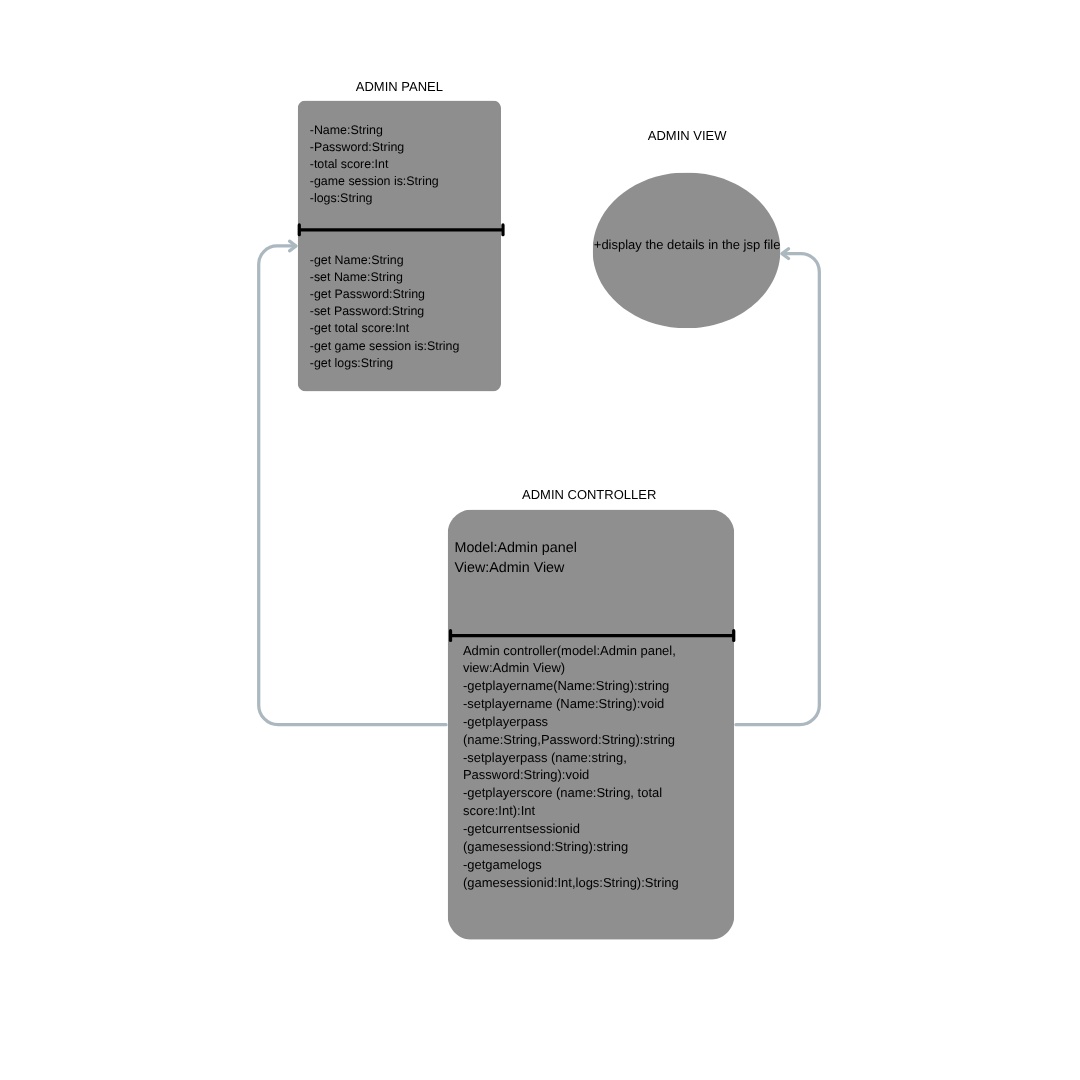 ADMIN PANEL
-Name:String
-Password:String
-total score:Int
-game session is:String
-logs:String
-get Name:String
-set Name:String
-get Password:String
-set Password:String
-get total score:Int
-get game session is:String
-get logs:String
ADMIN VIEW
+display the details in the jsp file
ADMIN CONTROLLER
Model:Admin panel
View:Admin View
Admin controller(model:Admin panel,
view:Admin View)
-getplayername(Name:String):string
-setplayername (Name:String):void
-getplayerpass
(name:String,Password:String):string
-setplayerpass (name:string,
Password:String):void
-getplayerscore (name:String, total
score:Int):Int
-getcurrentsessionid
(gamesessiond:String):string
-getgamelogs
(gamesessionid:Int,logs:String):String